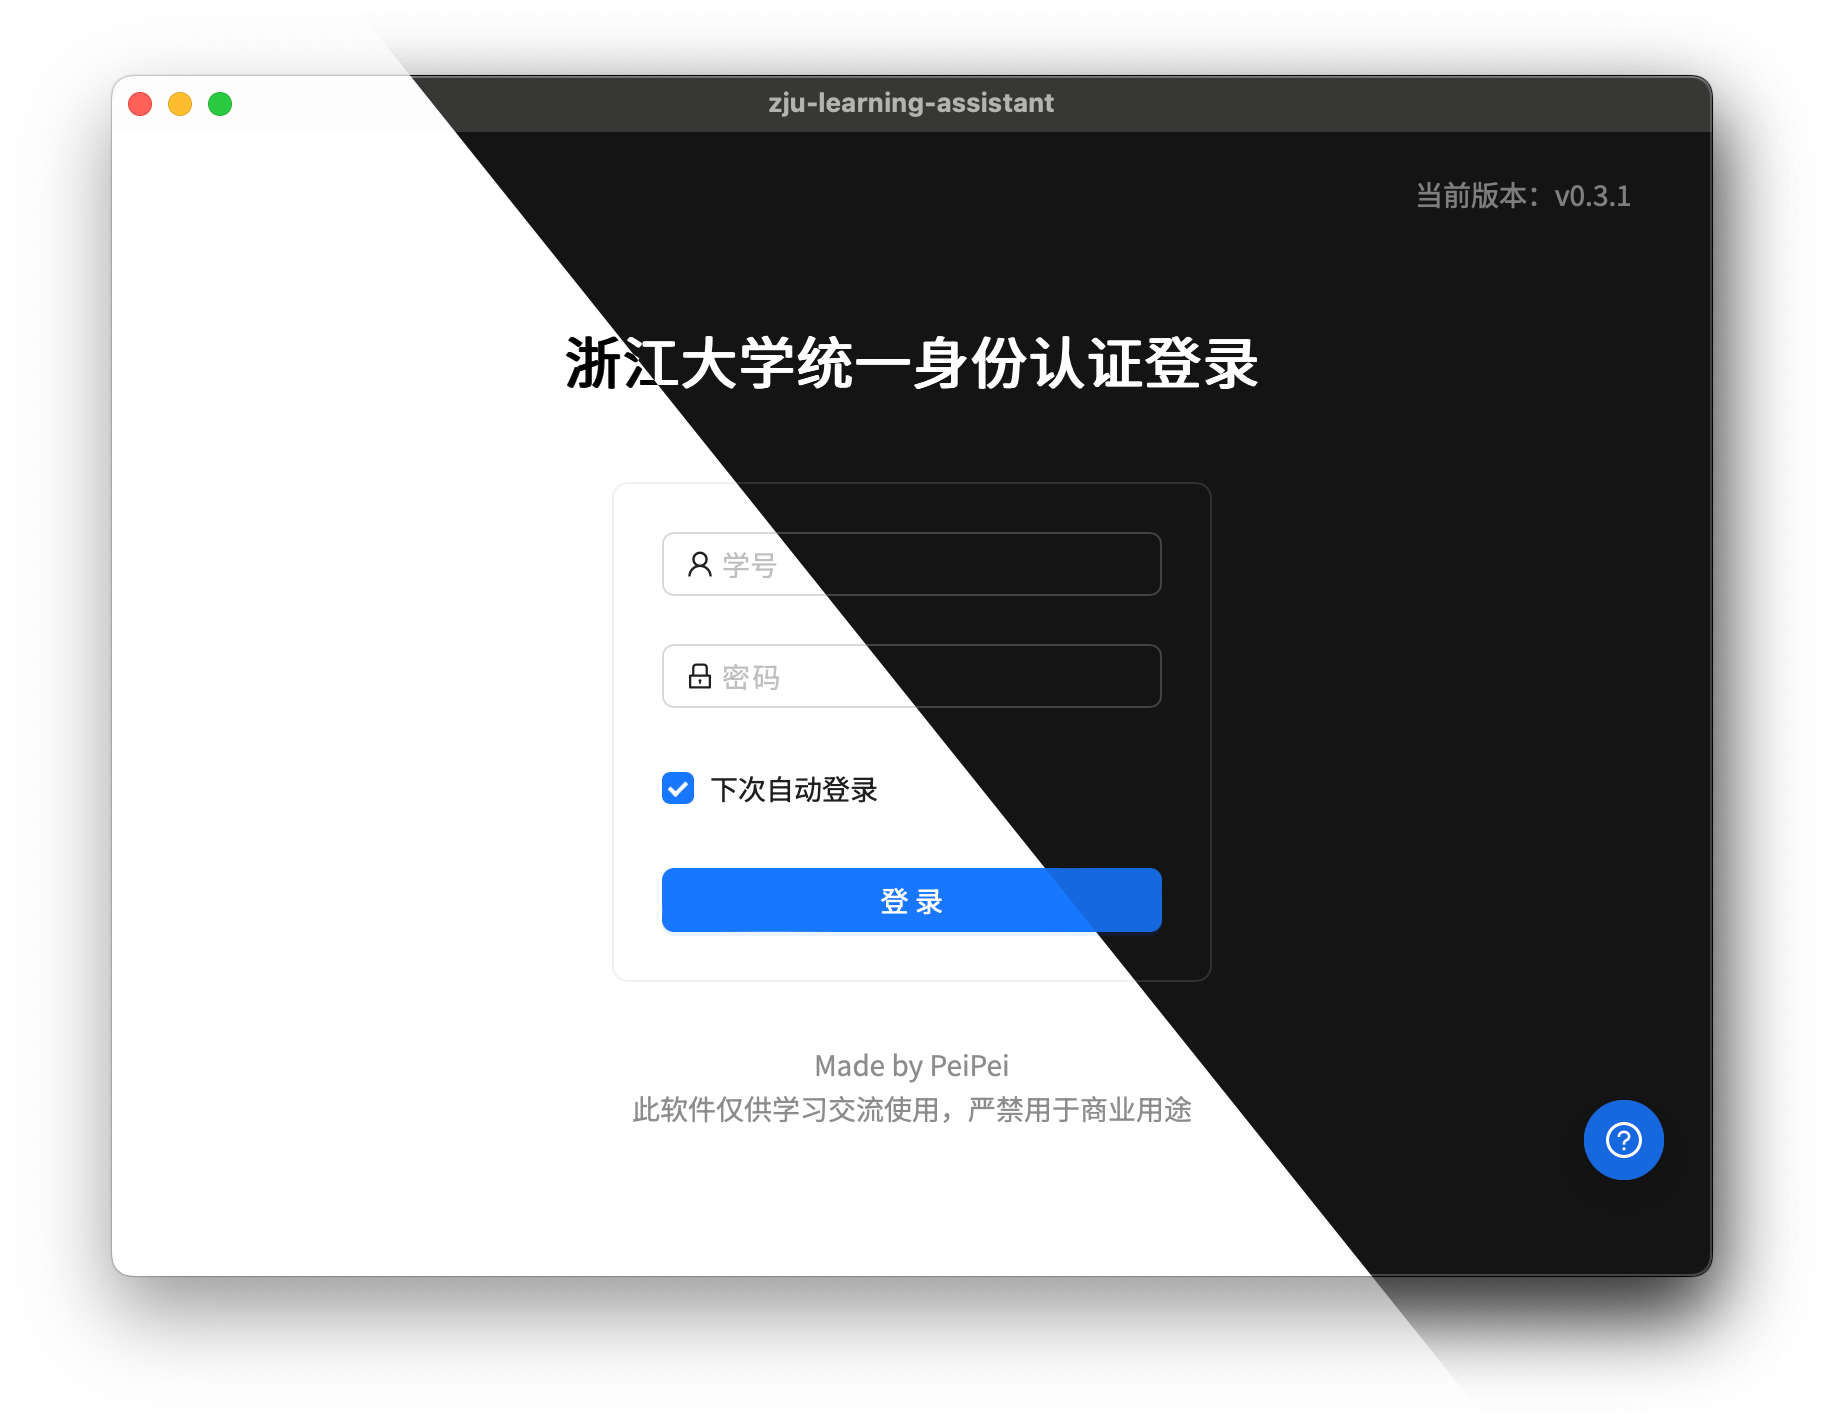 zju-learning-assistant
当前版本：v0.3.1
浙江大学统一身份认证登录
学号
密码
下次自动登录
登 录
Made by PeiPei
此软件仅供学习交流使用，严禁用于商业用途